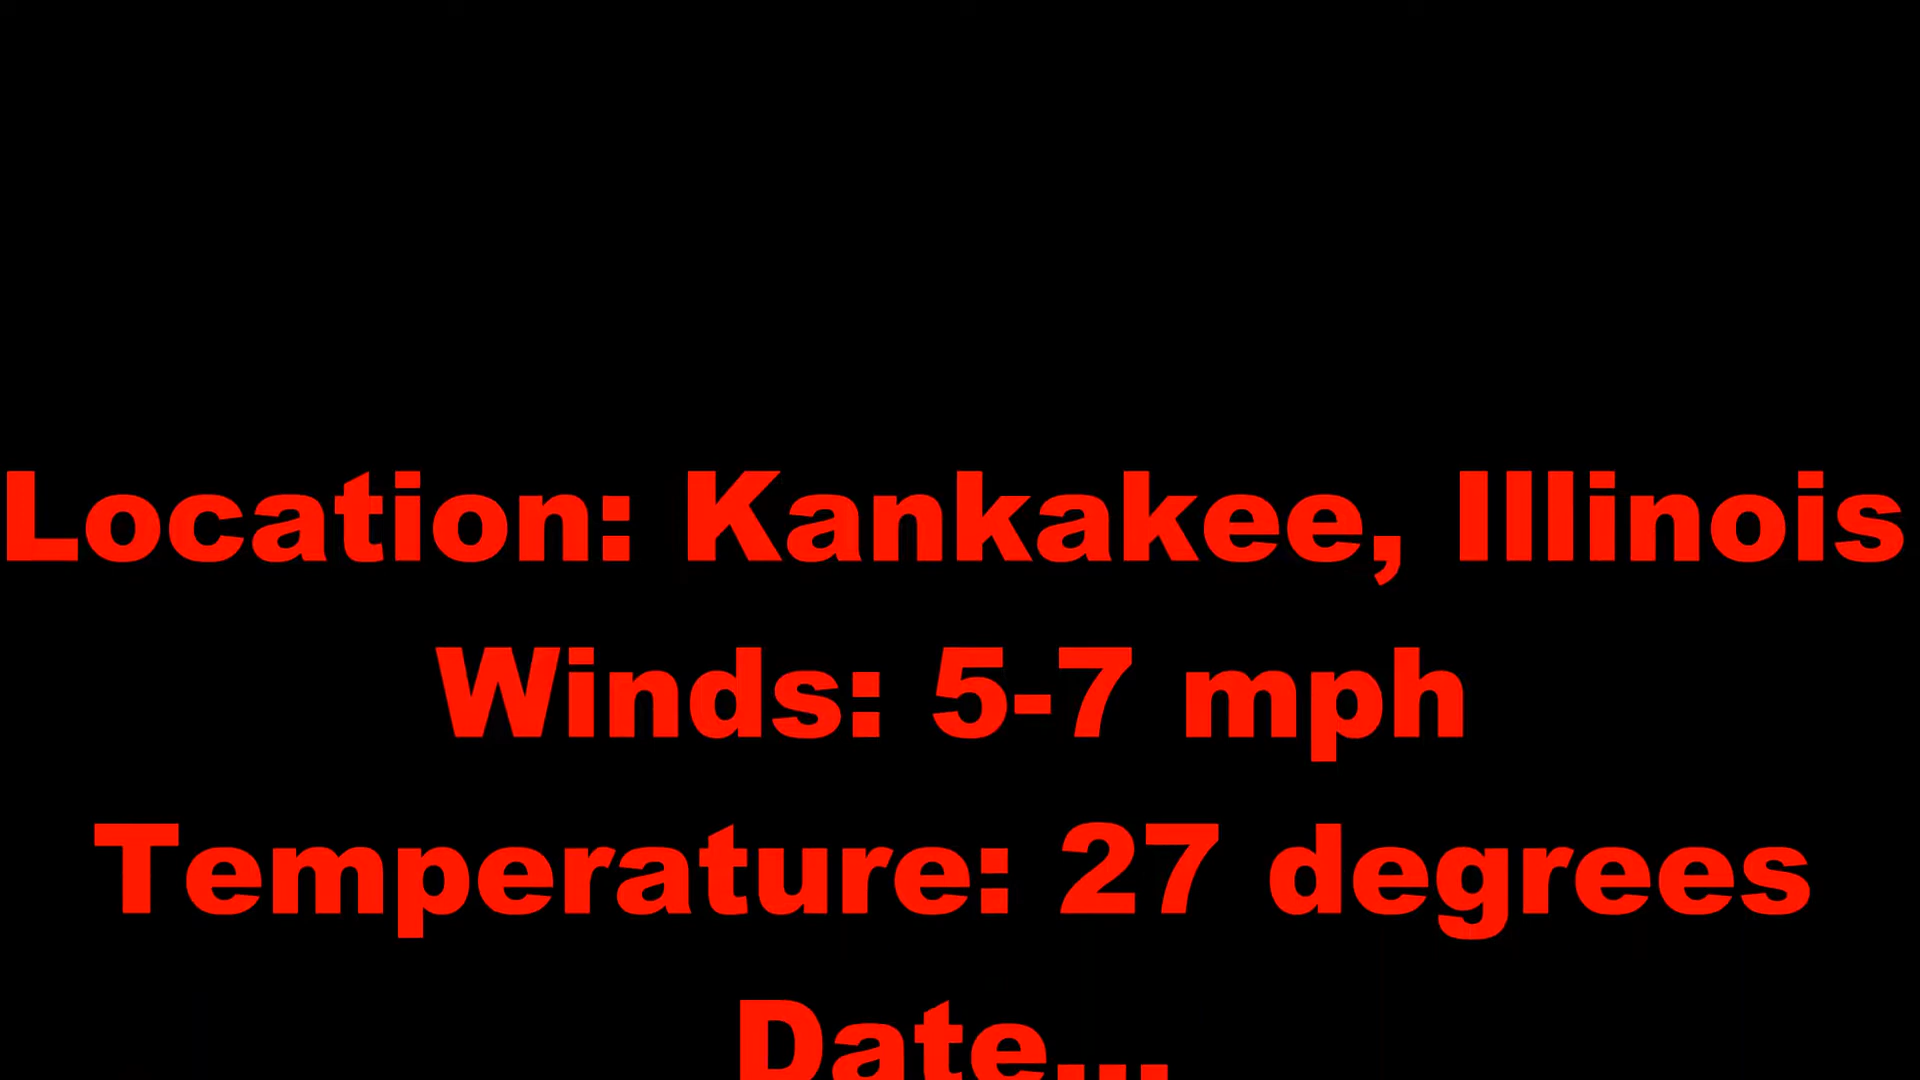 Location: Kankakee, Illinois
Winds: 5-7 mph
Temperature: 27 degrees
Date...